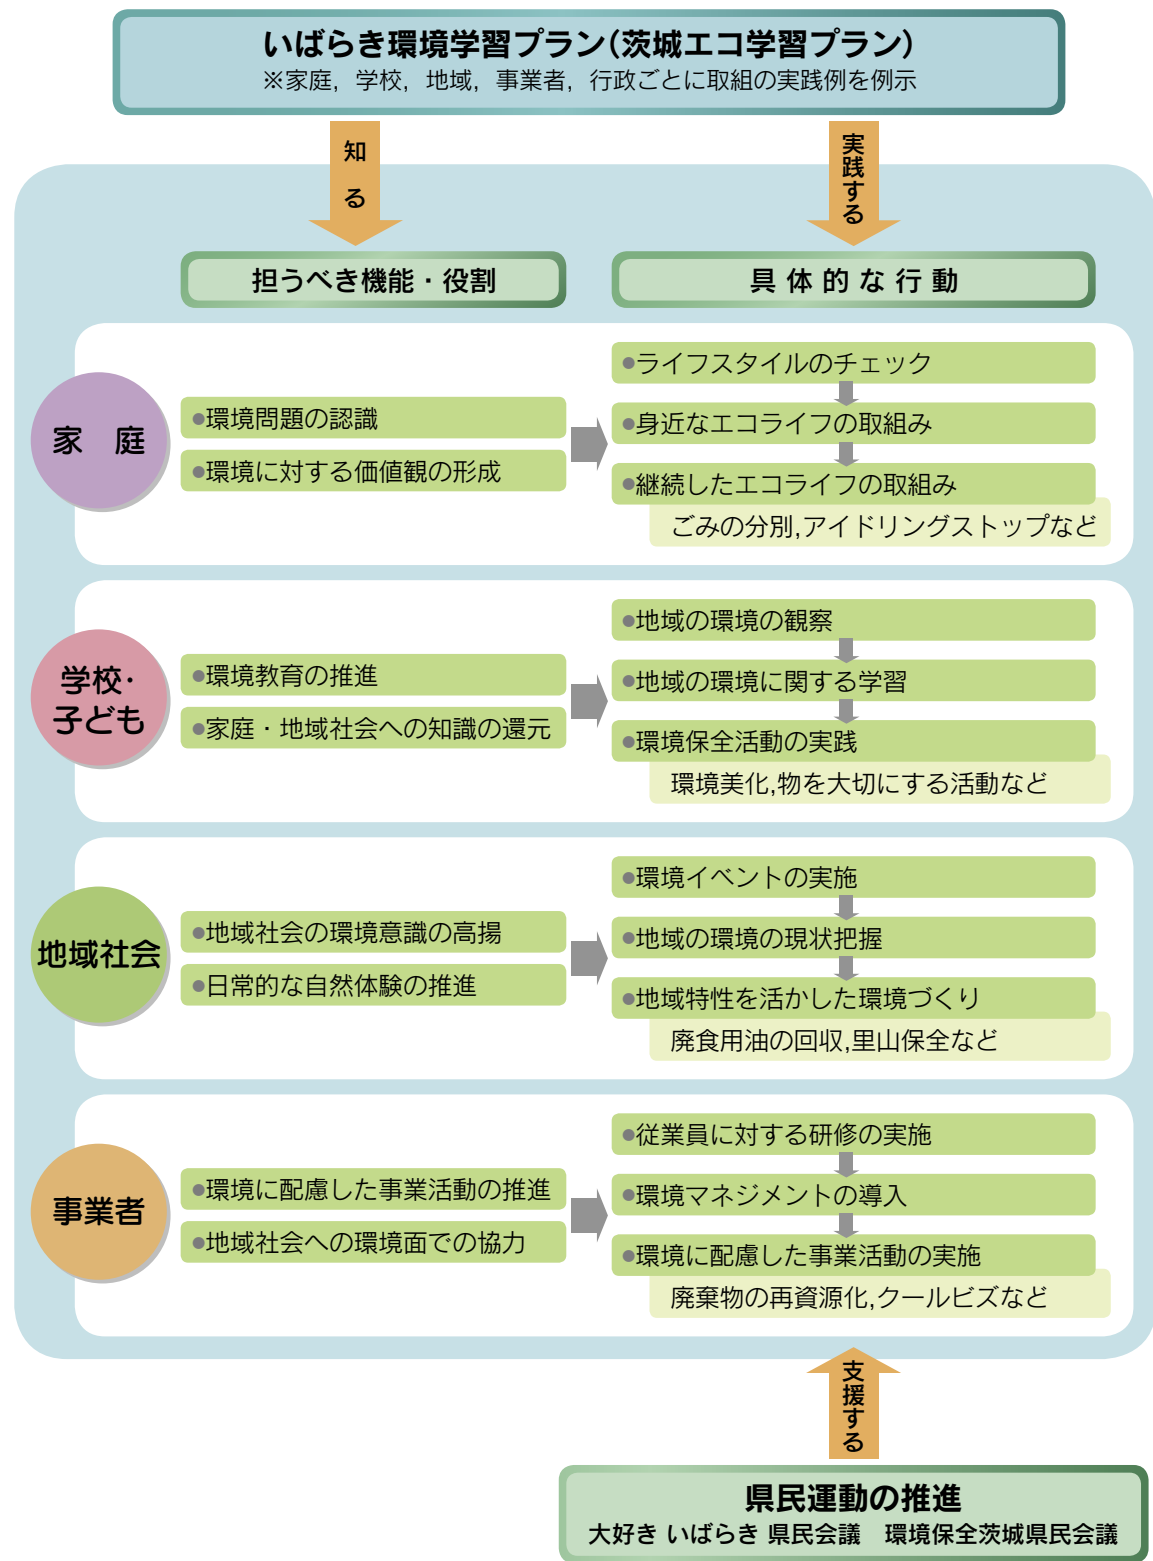 いばらき環境学習プラン(茨城エコ学習プラン)
※家庭，学校，地域，事業者，行政ごとに取組の実践例を例示
知る
実践する
担うべき機能・役割
具体的な行動
家　庭
●環境問題の認識
●環境に対する価値観の形成
●ライフスタイルのチェック
●身近なエコライフの取組み
●継続したエコライフの取組み
ごみの分別,アイドリングストップなど
学校・
子ども
●環境教育の推進
●家庭・地域社会への知識の還元
●地域の環境の観察
●地域の環境に関する学習
●環境保全活動の実践
環境美化,物を大切にする活動など
地域社会
●地域社会の環境意識の高揚
●日常的な自然体験の推進
●環境イベントの実施
●地域の環境の現状把握
●地域特性を活かした環境づくり
廃食用油の回収,里山保全など
事業者
●環境に配慮した事業活動の推進
●地域社会への環境面での協力
●従業員に対する研修の実施
●環境マネジメントの導入
●環境に配慮した事業活動の実施
廃棄物の再資源化,クールビズなど
支援する
県民運動の推進
大好き いばらき 県民会議　環境保全茨城県民会議